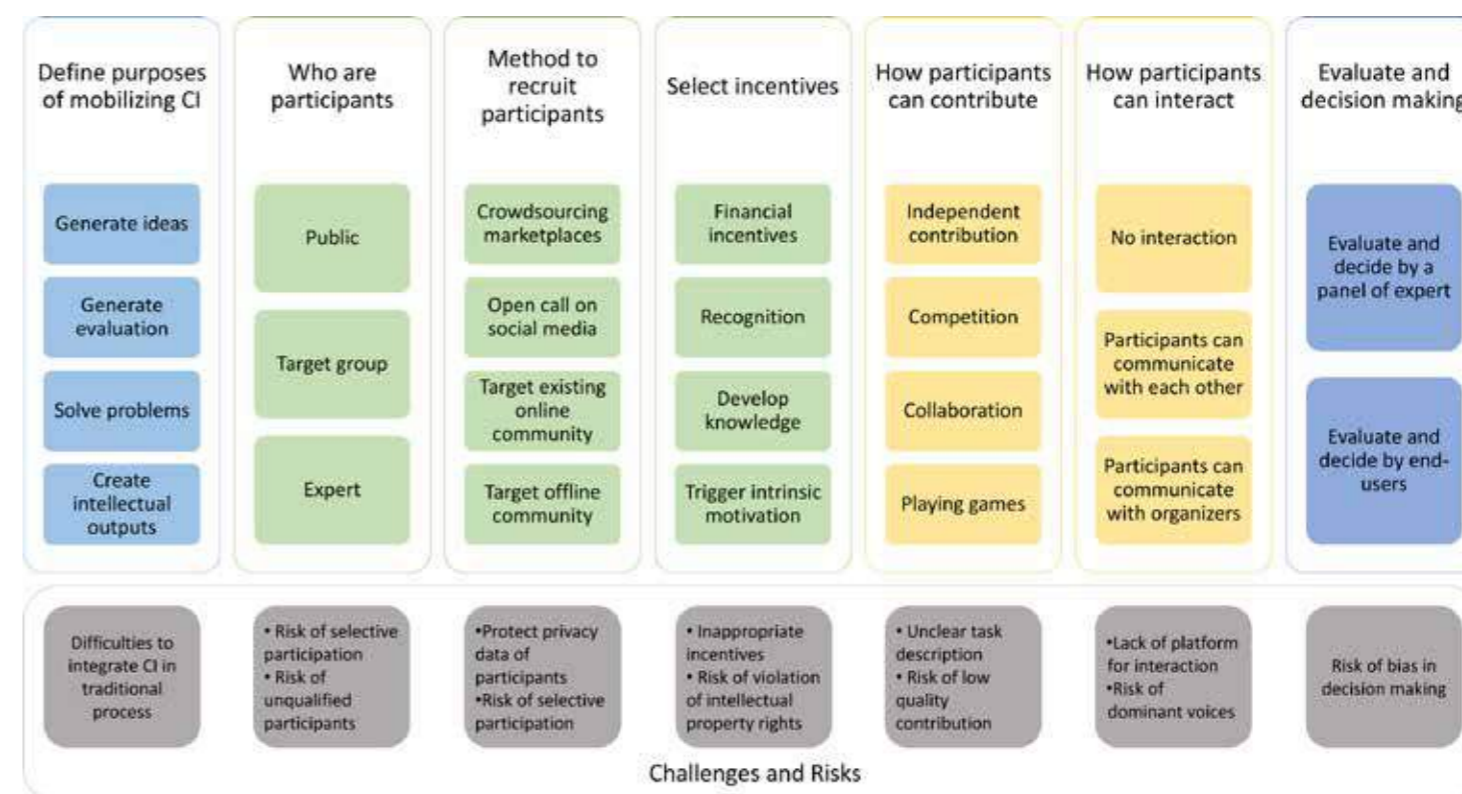 Define purposes
of mobilizing CI
Who are
participants
Method to
recruit
participants
Select incentives
How participants
can contribute
How participants
can interact
Evaluate and
decision making
Generate ideas
Generate
evaluation
Solve problems
Create
intellectual
outputs
Public
Target group
Expert
Crowdsourcing
marketplaces
Open call on
social media
Target existing
online
community
Target offline
community
Financial
incentives
Recognition
Develop
knowledge
Trigger intrinsic
motivation
Independent
contribution
Competition
Collaboration
Playing games
No interaction
Participants can
communicate
with each other
Participants can
communicate
with organizers
Evaluate and
decide by a
panel of expert
Evaluate and
decide by end-
users
Difficulties to
integrate CI in
traditional
process
• Risk of selective
participation
• Risk of
unqualified
participants
•Protect privacy
data of
participants
•Risk of selective
participation
• Inappropriate
incentives
• Risk of violation
of intellectual
property rights
• Unclear task
description
• Risk of low
quality
contribution
•Lack of platform
for interaction
•Risk of
dominant voices
Risk of bias in
decision making
Challenges and Risks